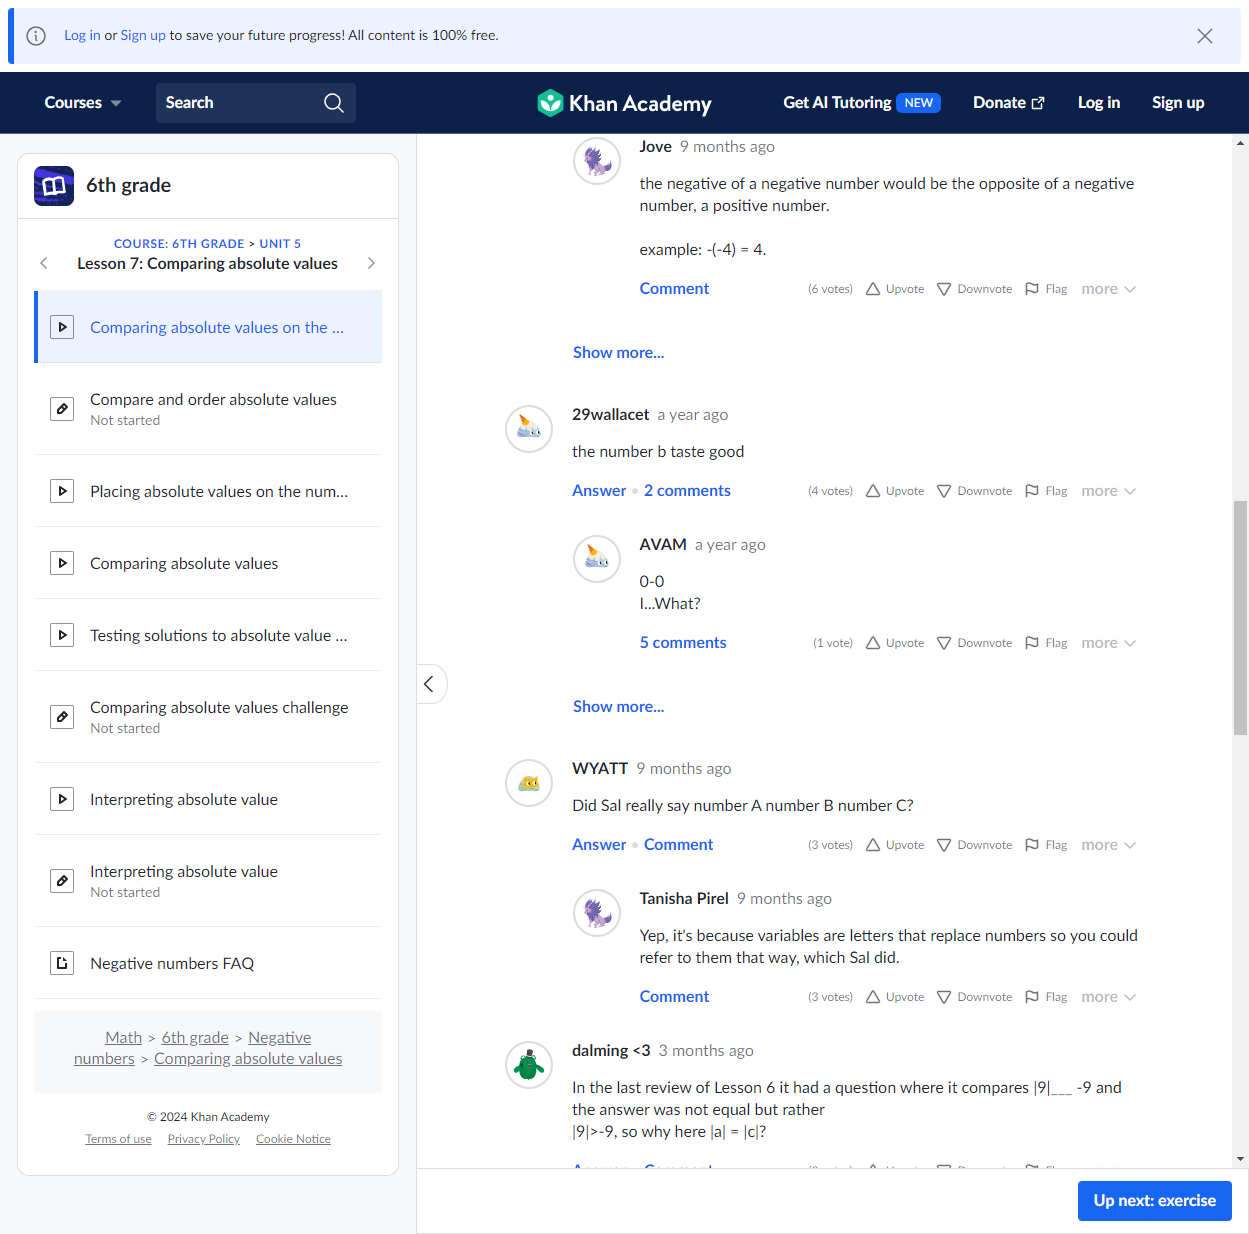 Log in or Sign up to save your future progress! All content is 100% free.
Courses
Search
Khan Academy
Get AI Tutoring NEW
Donate
Log in
Sign up
6th grade
COURSE: 6TH GRADE > UNIT 5
Lesson 7: Comparing absolute values
Comparing absolute values on the ...
Compare and order absolute values
Not started
Placing absolute values on the num...
Comparing absolute values
Testing solutions to absolute value ...
Comparing absolute values challenge
Not started
Interpreting absolute value
Interpreting absolute value
Not started
Negative numbers FAQ
Math > 6th grade > Negative
numbers > Comparing absolute values
© 2024 Khan Academy
Terms of use Privacy Policy Cookie Notice
Jove 9 months ago
the negative of a negative number would be the opposite of a negative
number, a positive number.
example: -(-4) = 4.
Comment (6 votes) Upvote Downvote Flag more
Show more...
29wallacet a year ago
the number b taste good
Answer • 2 comments (4 votes) Upvote Downvote Flag more
AVAM a year ago
0-0
I...What?
5 comments (1 vote) Upvote Downvote Flag more
Show more...
WYATT 9 months ago
Did Sal really say number A number B number C?
Answer • Comment (3 votes) Upvote Downvote Flag more
Tanisha Pirel 9 months ago
Yep, it's because variables are letters that replace numbers so you could
refer to them that way, which Sal did.
Comment (3 votes) Upvote Downvote Flag more
dalming <3 3 months ago
In the last review of Lesson 6 it had a question where it compares |9|___ -9 and
the answer was not equal but rather
|9|>-9, so why here |a| = |c|?
Up next: exercise